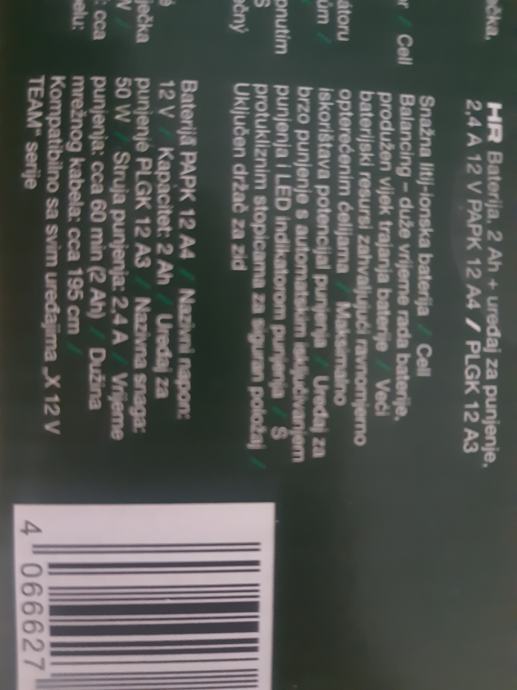 HR Baterija, 2 Ah + uređaj za punjenje,
2,4 A 12 V PAPK 12 A4 / PLGK 12 A3
Snažna litij-ionska baterija / Cell
Balancing – duže vrijeme rada baterije,
produžen vijek trajanja baterije / Veći
baterijski resursi zahvaljujući ravnomjerno
opterećenim ćelijama / Maksimalno
iskorištava potencijal punjenja / Uređaj za
brzo punjenje s automatskim isključivanjem
punjenja i LED indikatorom punjenja / S
protukliznim stopicama za siguran položaj /
Uključen držač za zid
Baterija PAPK 12 A4 / Nazivni napon:
12 V / Kapacitet: 2 Ah / Uređaj za
punjenje PLGK 12 A3 / Nazivna snaga:
50 W / Struja punjenja: 2.4 A / Vrijeme
punjenja: cca 60 min (2 Ah) / Dužina
mrežnog kabela: cca 195 cm /
Kompatibilno sa svim uređajima „X 12 V
TEAM“ serije
4 066627